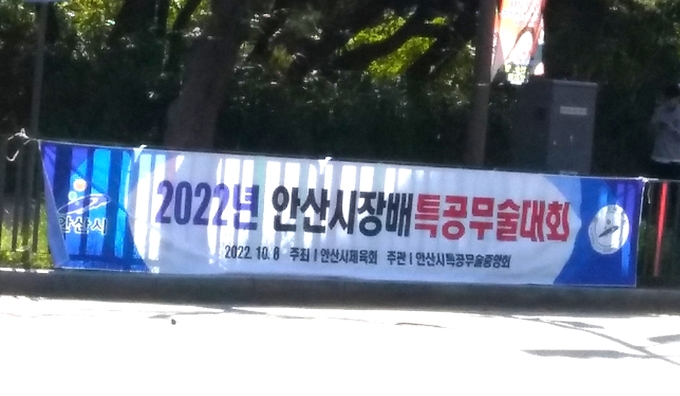 안산시
2022년 안산시장배특공무술대회
2022. 10. 8 주최 | 안산시체육회 주관 | 안산시특공무술중앙회